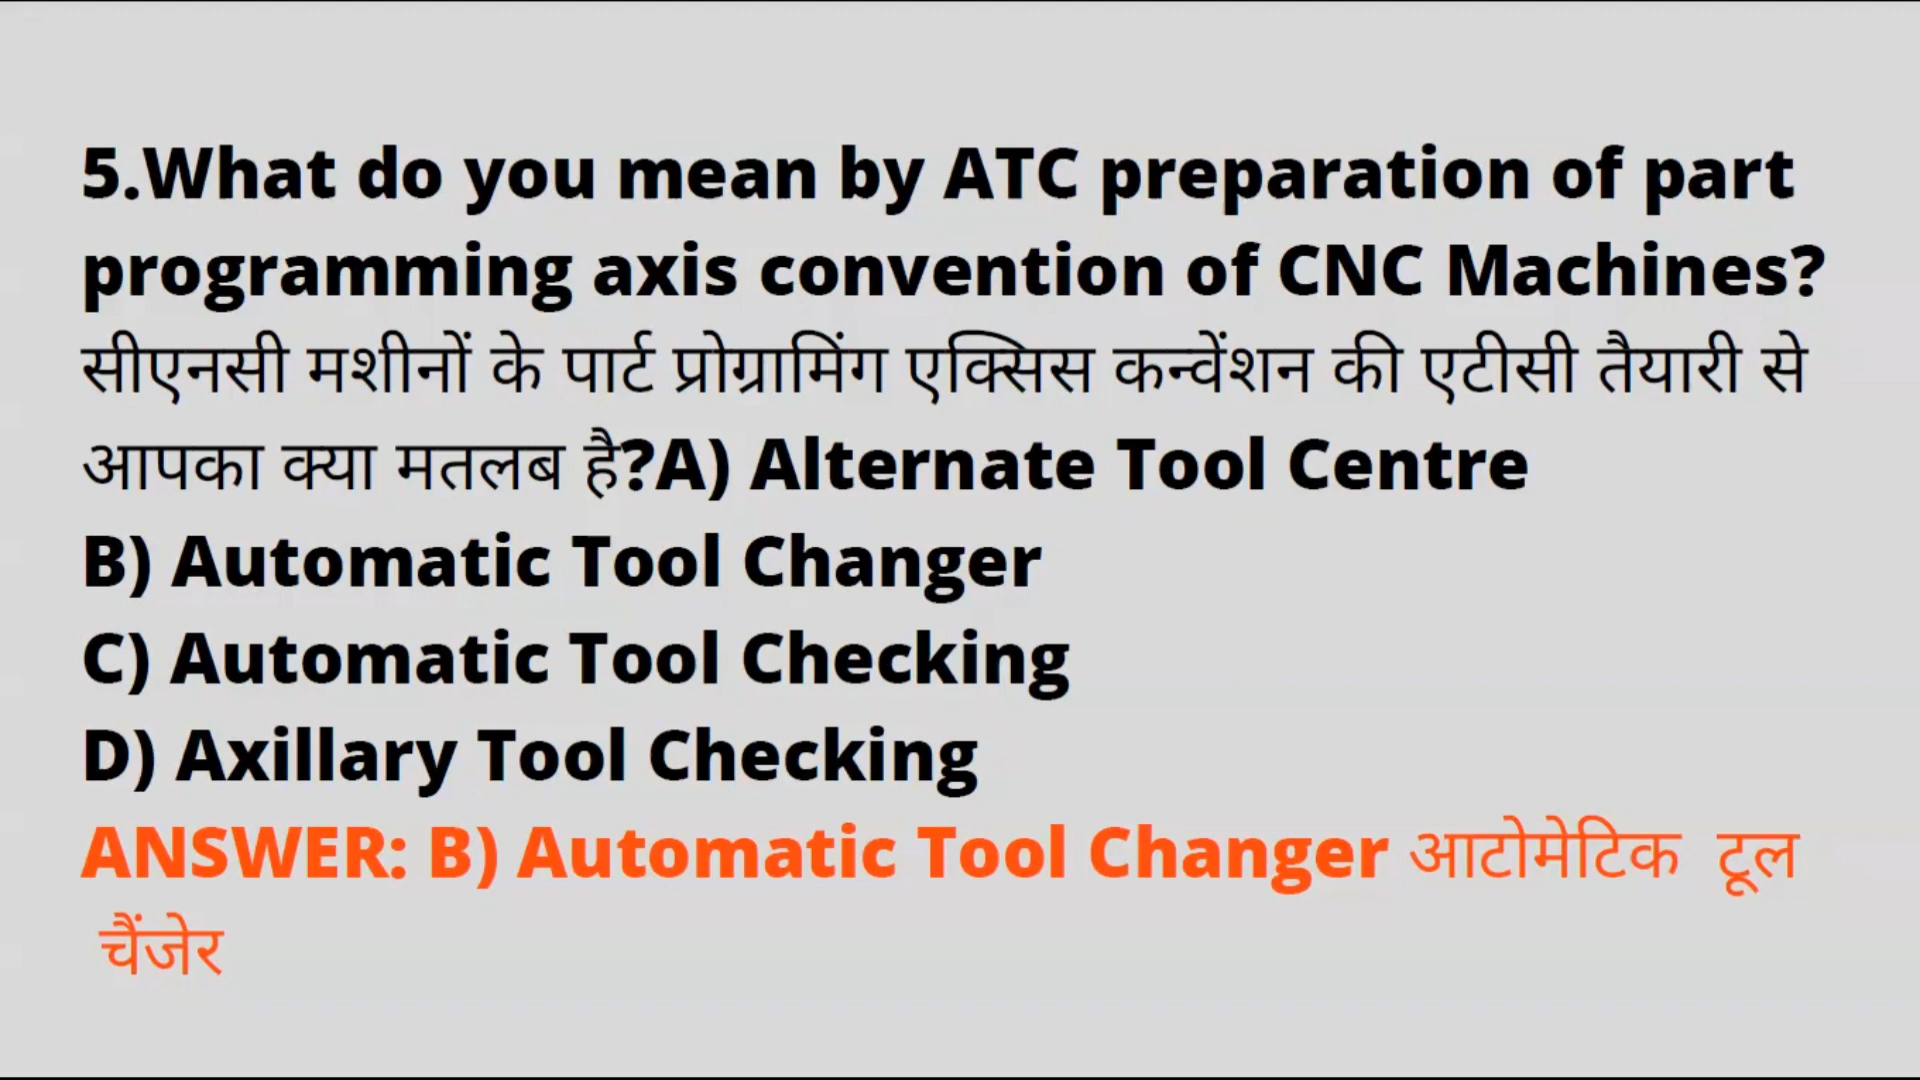 5.What do you mean by ATC preparation of part
programming axis convention of CNC Machines?
सीएनसी मशीनों के पार्ट प्रोग्रामिंग एक्सिस कन्वेंशन की एटीसी तैयारी से
आपका क्या मतलब है?A) Alternate Tool Centre
B) Automatic Tool Changer
C) Automatic Tool Checking
D) Axillary Tool Checking
ANSWER: B) Automatic Tool Changer आटोमेटिक टूल
चैंजेर